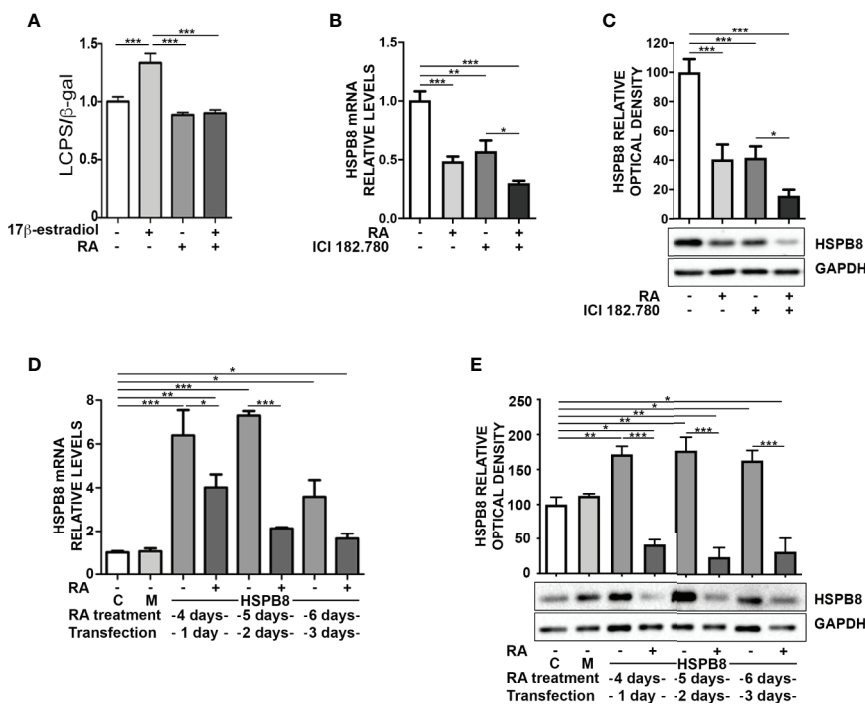 A
LCPS/β-gal
1.5
1.0
0.5
0
*** ***
***
17β-estradiol - + - +
RA - - + +
B
HSPB8 mRNA
RELATIVE LEVELS
1.5
1.0
0.5
0.0
***
**
***
*
RA - + - +
ICI 182.780 - - + +
C
HSPB8 RELATIVE
OPTICAL DENSITY
120
100
80
60
40
20
0
***
***
***
*
HSPB8
GAPDH
RA - + - +
ICI 182.780 - - + +
D
HSPB8 mRNA
RELATIVE LEVELS
8
6
4
2
0
*
*
***
**
*** * ***
RA - - - + - + - +
C M HSPB8
RA treatment -4 days- -5 days- -6 days-
Transfection - 1 day - - 2 days- - 3 days-
E
HSPB8 RELATIVE
OPTICAL DENSITY
250
200
150
100
50
0
*
*
**
**
*
** *** *** ***
HSPB8
GAPDH
RA - - - + - + - +
C M HSPB8
RA treatment -4 days- -5 days- -6 days-
Transfection -1 day - -2 days- -3 days-